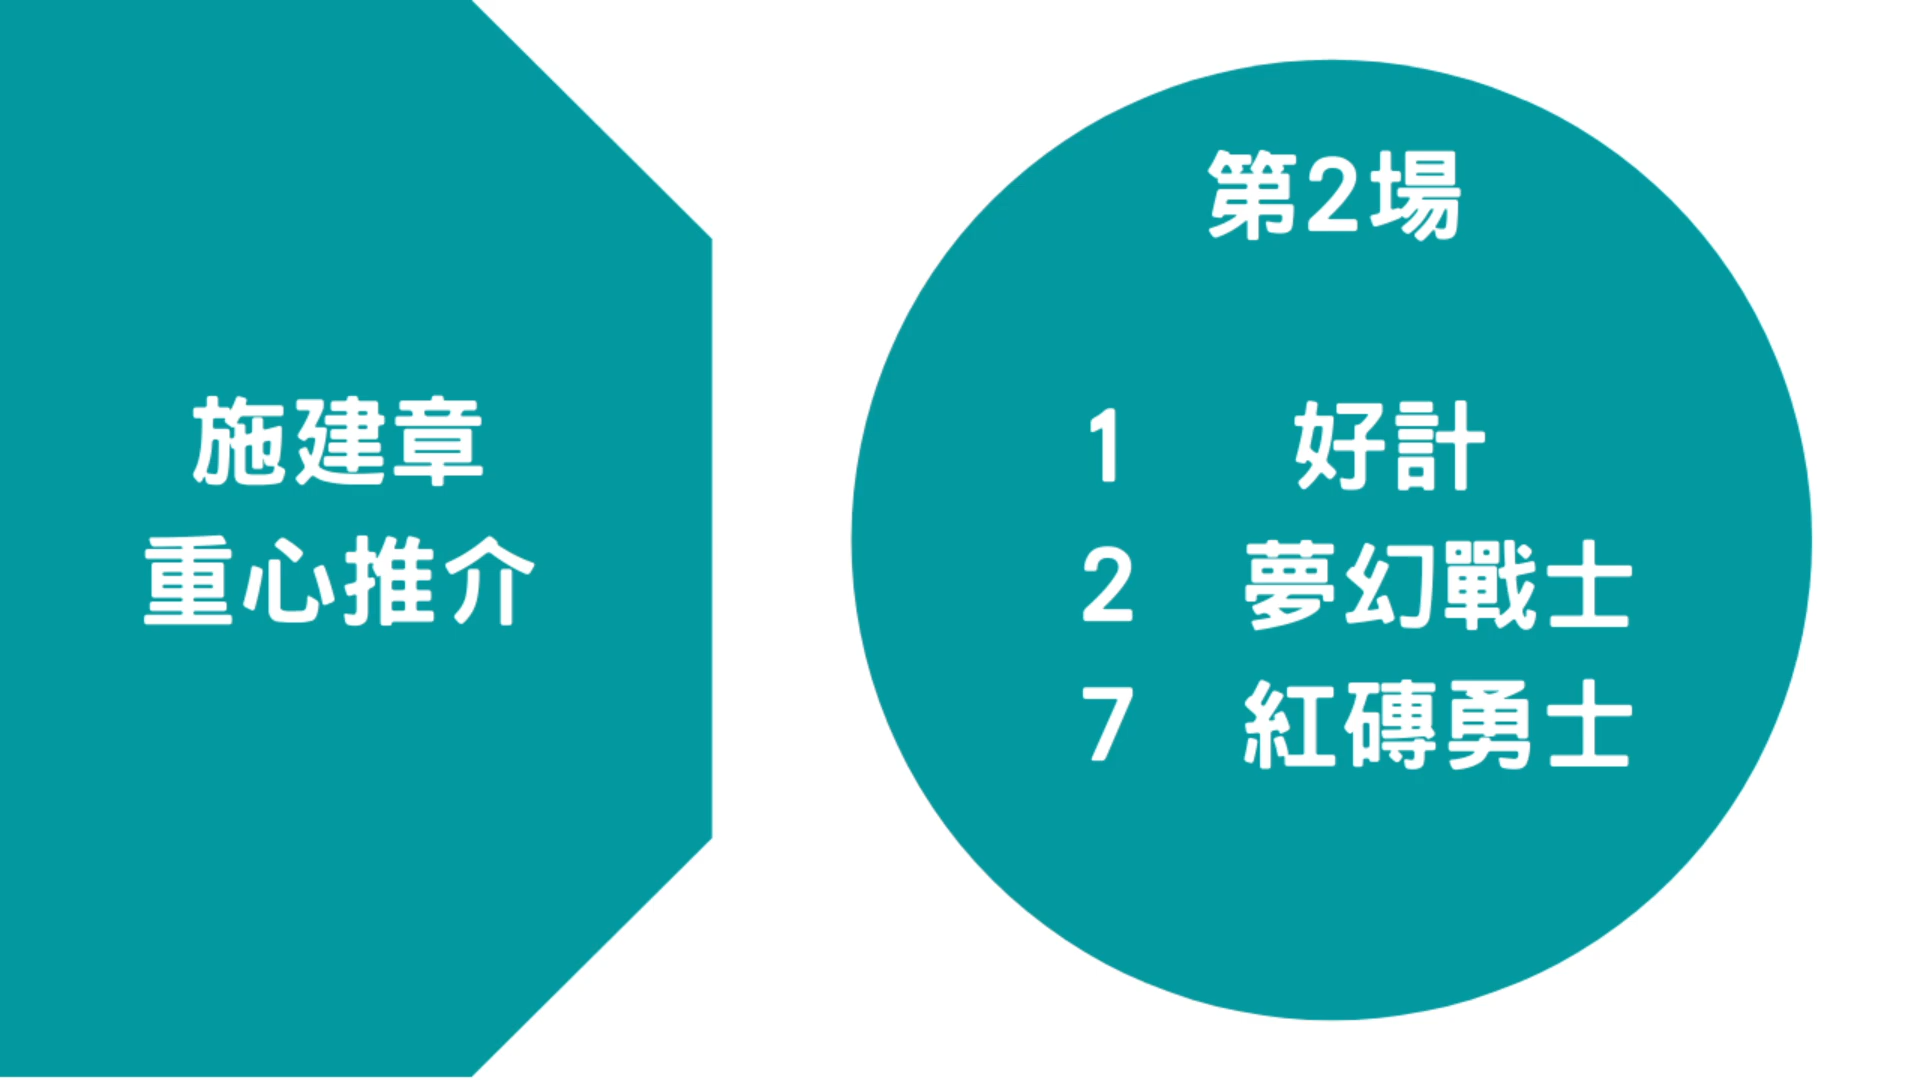 施建章
重心推介
第2場
1 好計
2 夢幻戰士
7 紅磚勇士